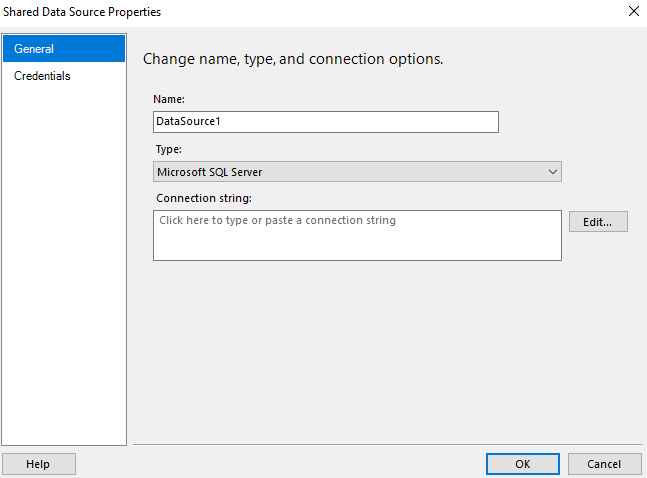 Shared Data Source Properties
General
Credentials
Change name, type, and connection options.
Name:
DataSource1
Type:
Microsoft SQL Server
Connection string:
Click here to type or paste a connection string
Edit...
Help
OK
Cancel